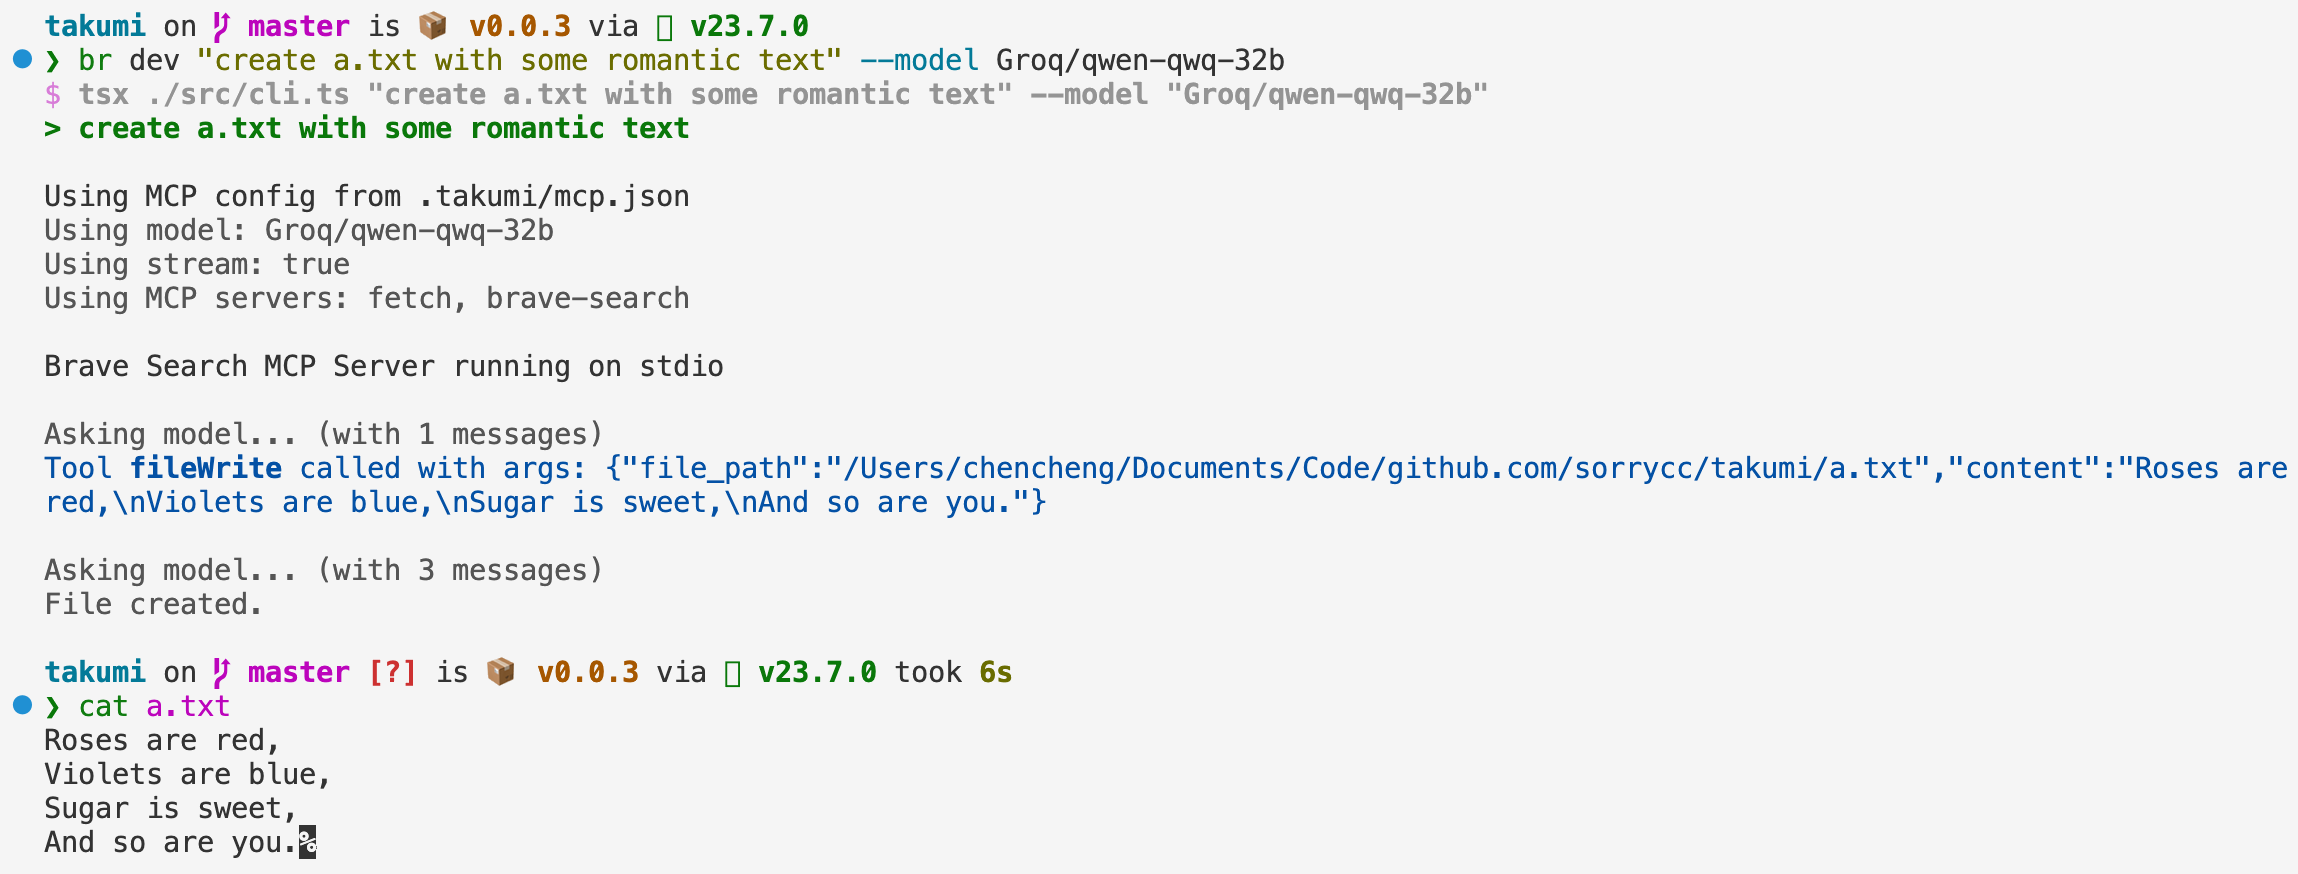 takumi on master is 📦 v0.0.3 via v23.7.0
❯ br dev "create a.txt with some romantic text" --model Groq/qwen-qwq-32b
$ tsx ./src/cli.ts "create a.txt with some romantic text" --model "Groq/qwen-qwq-32b"
> create a.txt with some romantic text
Using MCP config from .takumi/mcp.json
Using model: Groq/qwen-qwq-32b
Using stream: true
Using MCP servers: fetch, brave-search
Brave Search MCP Server running on stdio
Asking model... (with 1 messages)
Tool fileWrite called with args: {"file_path":"/Users/chencheng/Documents/Code/github.com/sorrycc/takumi/a.txt","content":"Roses are
red,\nViolets are blue,\nSugar is sweet,\nAnd so are you."}
Asking model... (with 3 messages)
File created.
takumi on master [?] is 📦 v0.0.3 via v23.7.0 took 6s
❯ cat a.txt
Roses are red,
Violets are blue,
Sugar is sweet,
And so are you.%